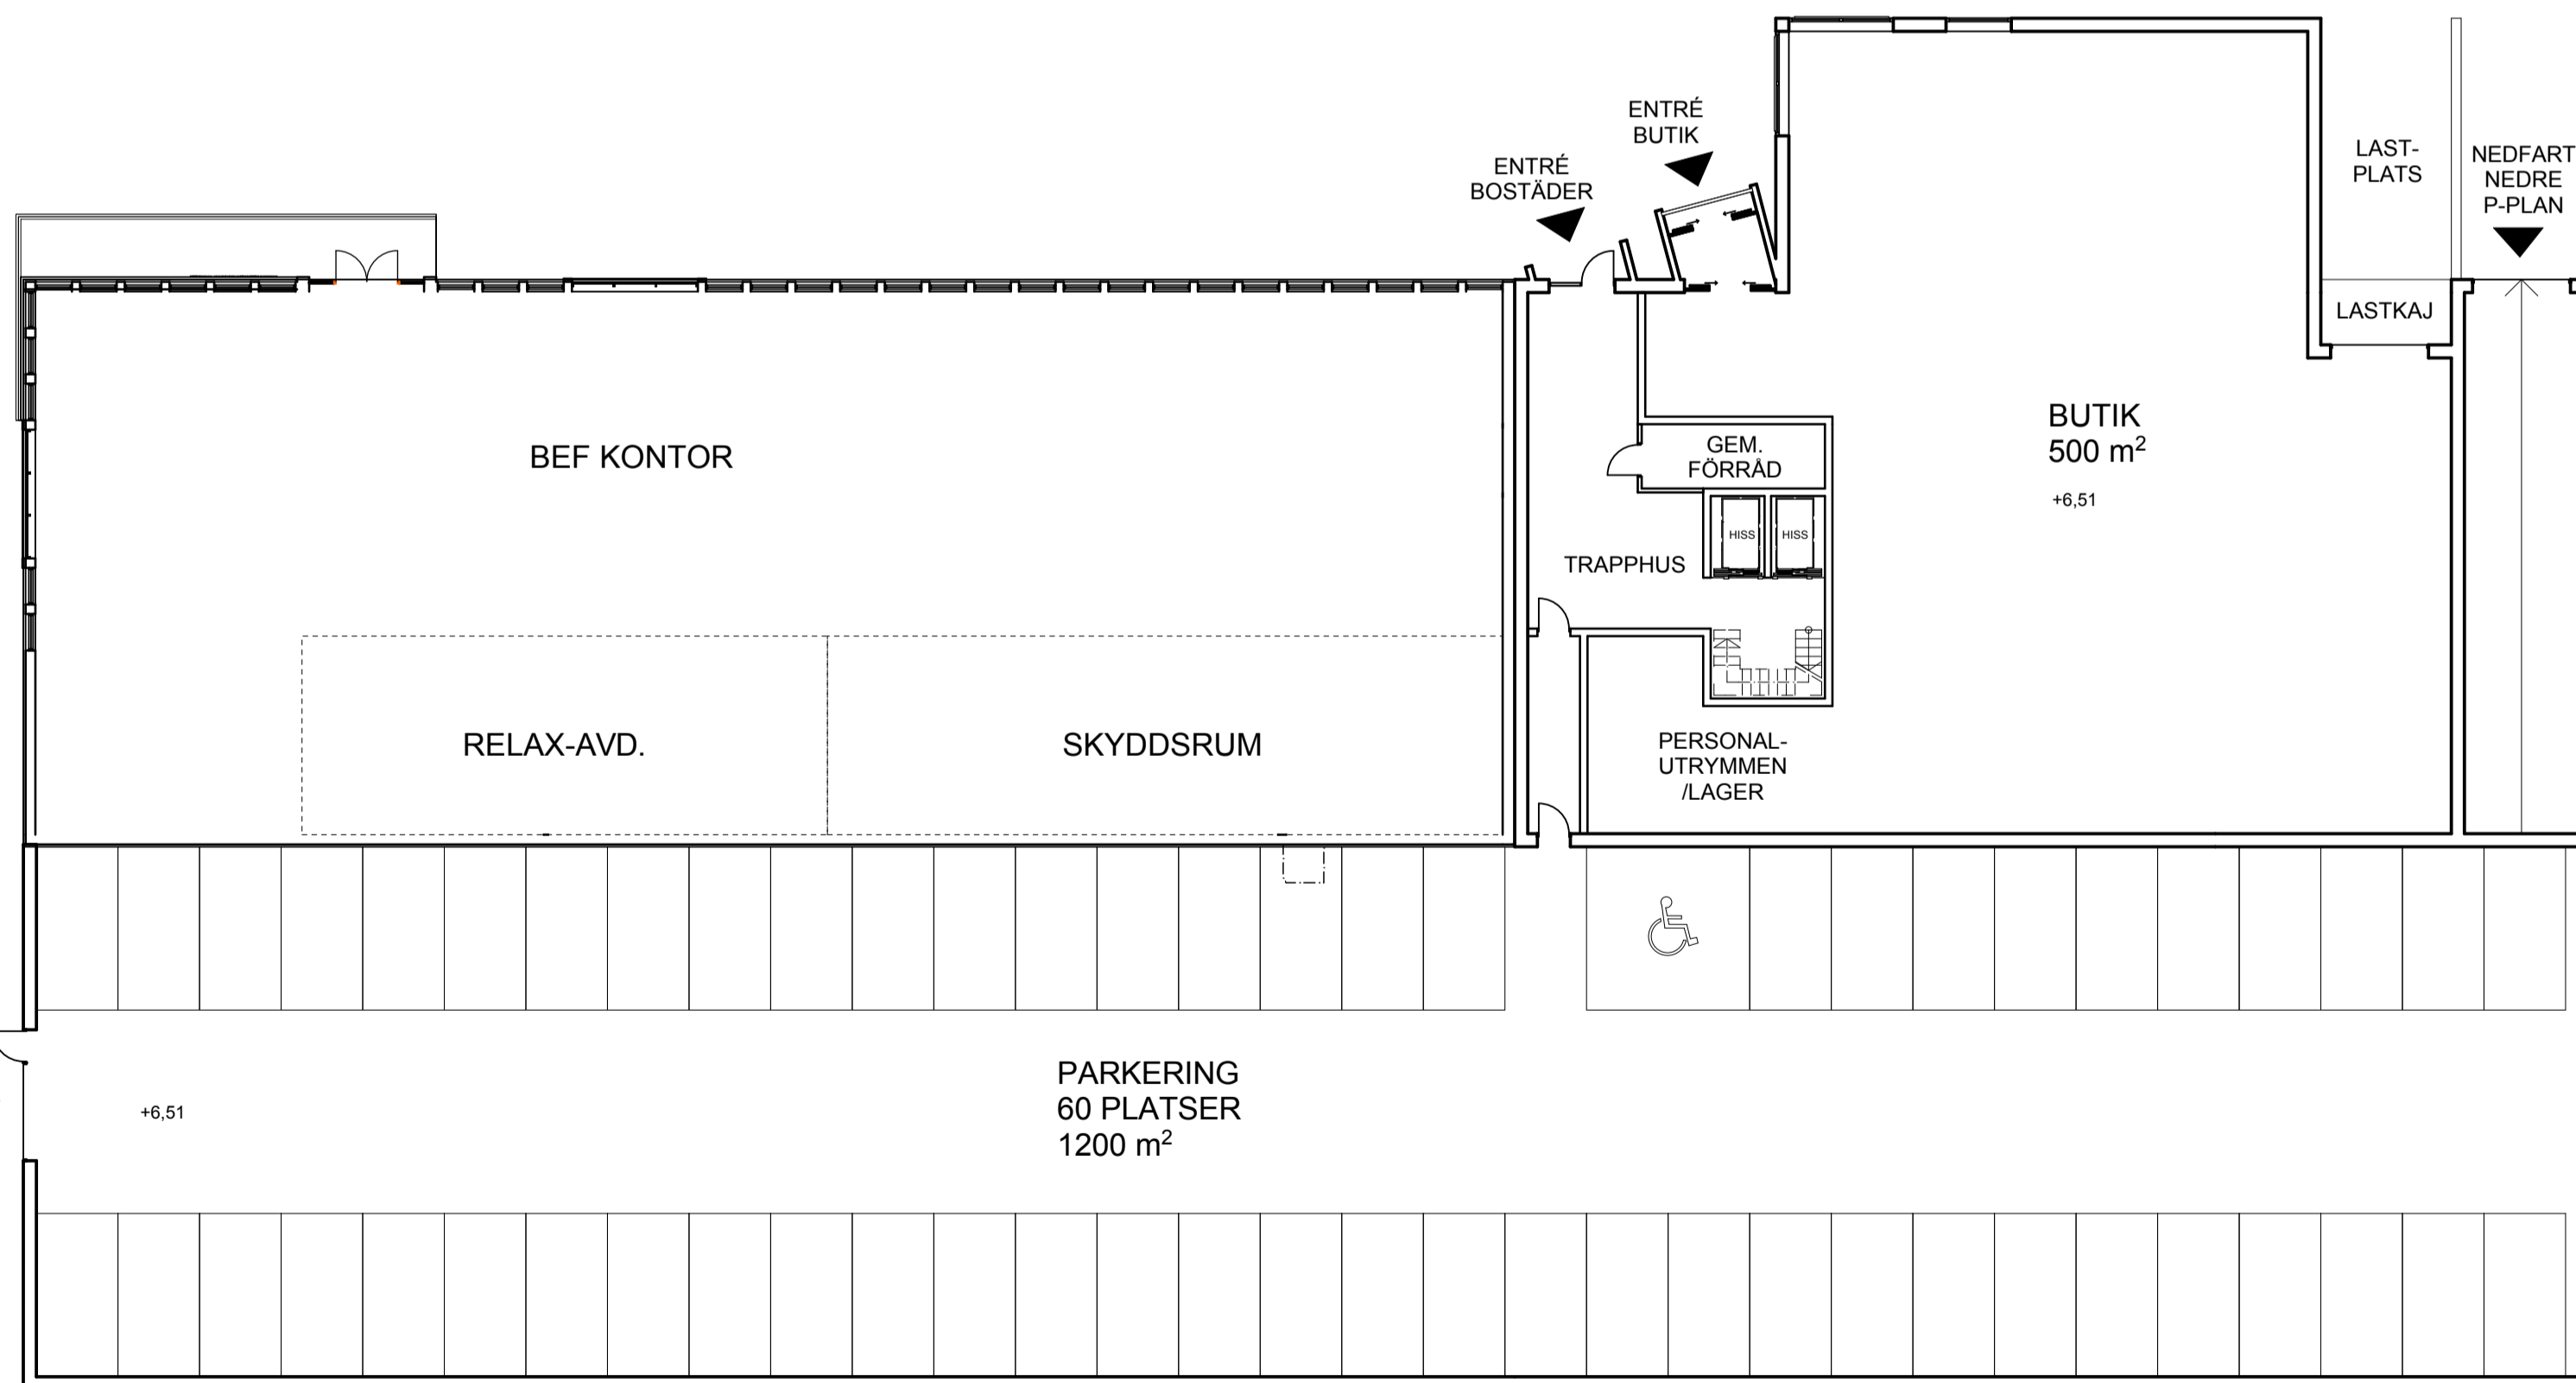 ENTRÉ
BUTIK
ENTRÉ
BOSTÄDER
LAST-
PLATS
NEDFART
NEDRE
P-PLAN
LASTKAJ
BEF KONTOR
BUTIK
500 m²
+6,51
GEM.
FÖRRÅD
HISS
HISS
TRAPPHUS
RELAX-AVD.
SKYDDSRUM
PERSONAL-
UTRYMMEN
/LAGER
PARKERING
60 PLATSER
1200 m²
+6,51